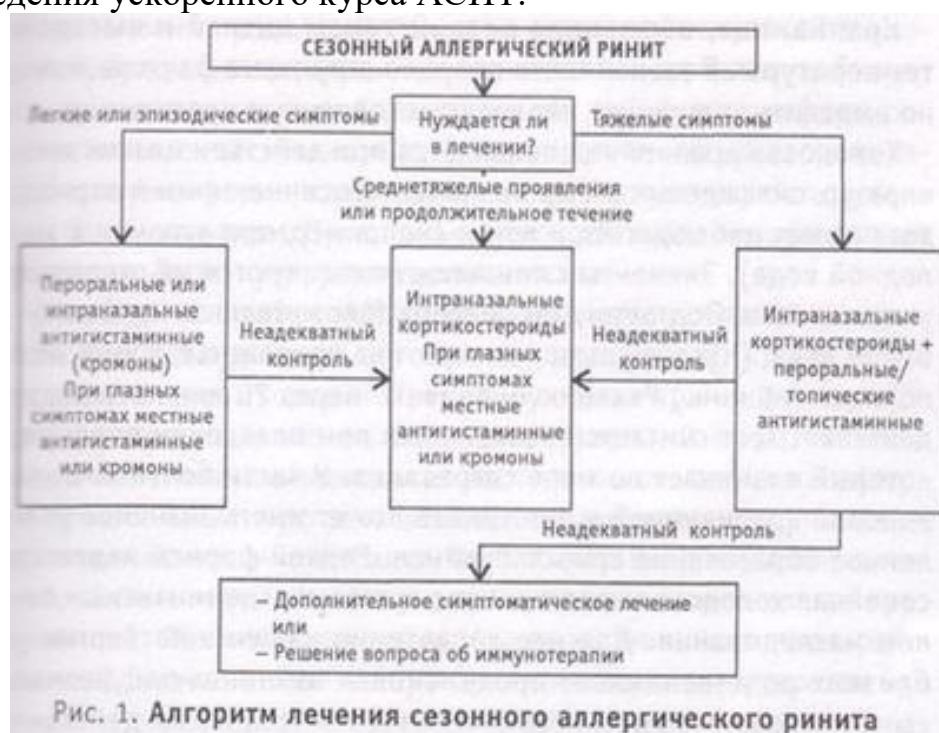 едения ускоренного курса АСИТ.
СЕЗОННЫЙ АЛЛЕРГИЧЕСКИЙ РИНИТ
Легкие или эпизодические симптомы
Нуждается ли
в лечении?
Тяжелые симптомы
Среднетяжелые проявления
или продолжительное течение
Пероральные или
интраназальные
антигистаминные
(кромоны)
При глазных
симптомах местные
антигистаминные
или кромоны
Неадекватный
контроль
Интраназальные
кортикостероиды
При глазных
симптомах
местные
антигистаминные
или кромоны
Неадекватный
контроль
Интраназальные
кортикостероиды +
пероральные/
топические
антигистаминные
Неадекватный контроль
– Дополнительное симптоматическое лечение
или
– Решение вопроса об иммунотерапии
Рис. 1. Алгоритм лечения сезонного аллергического ринита